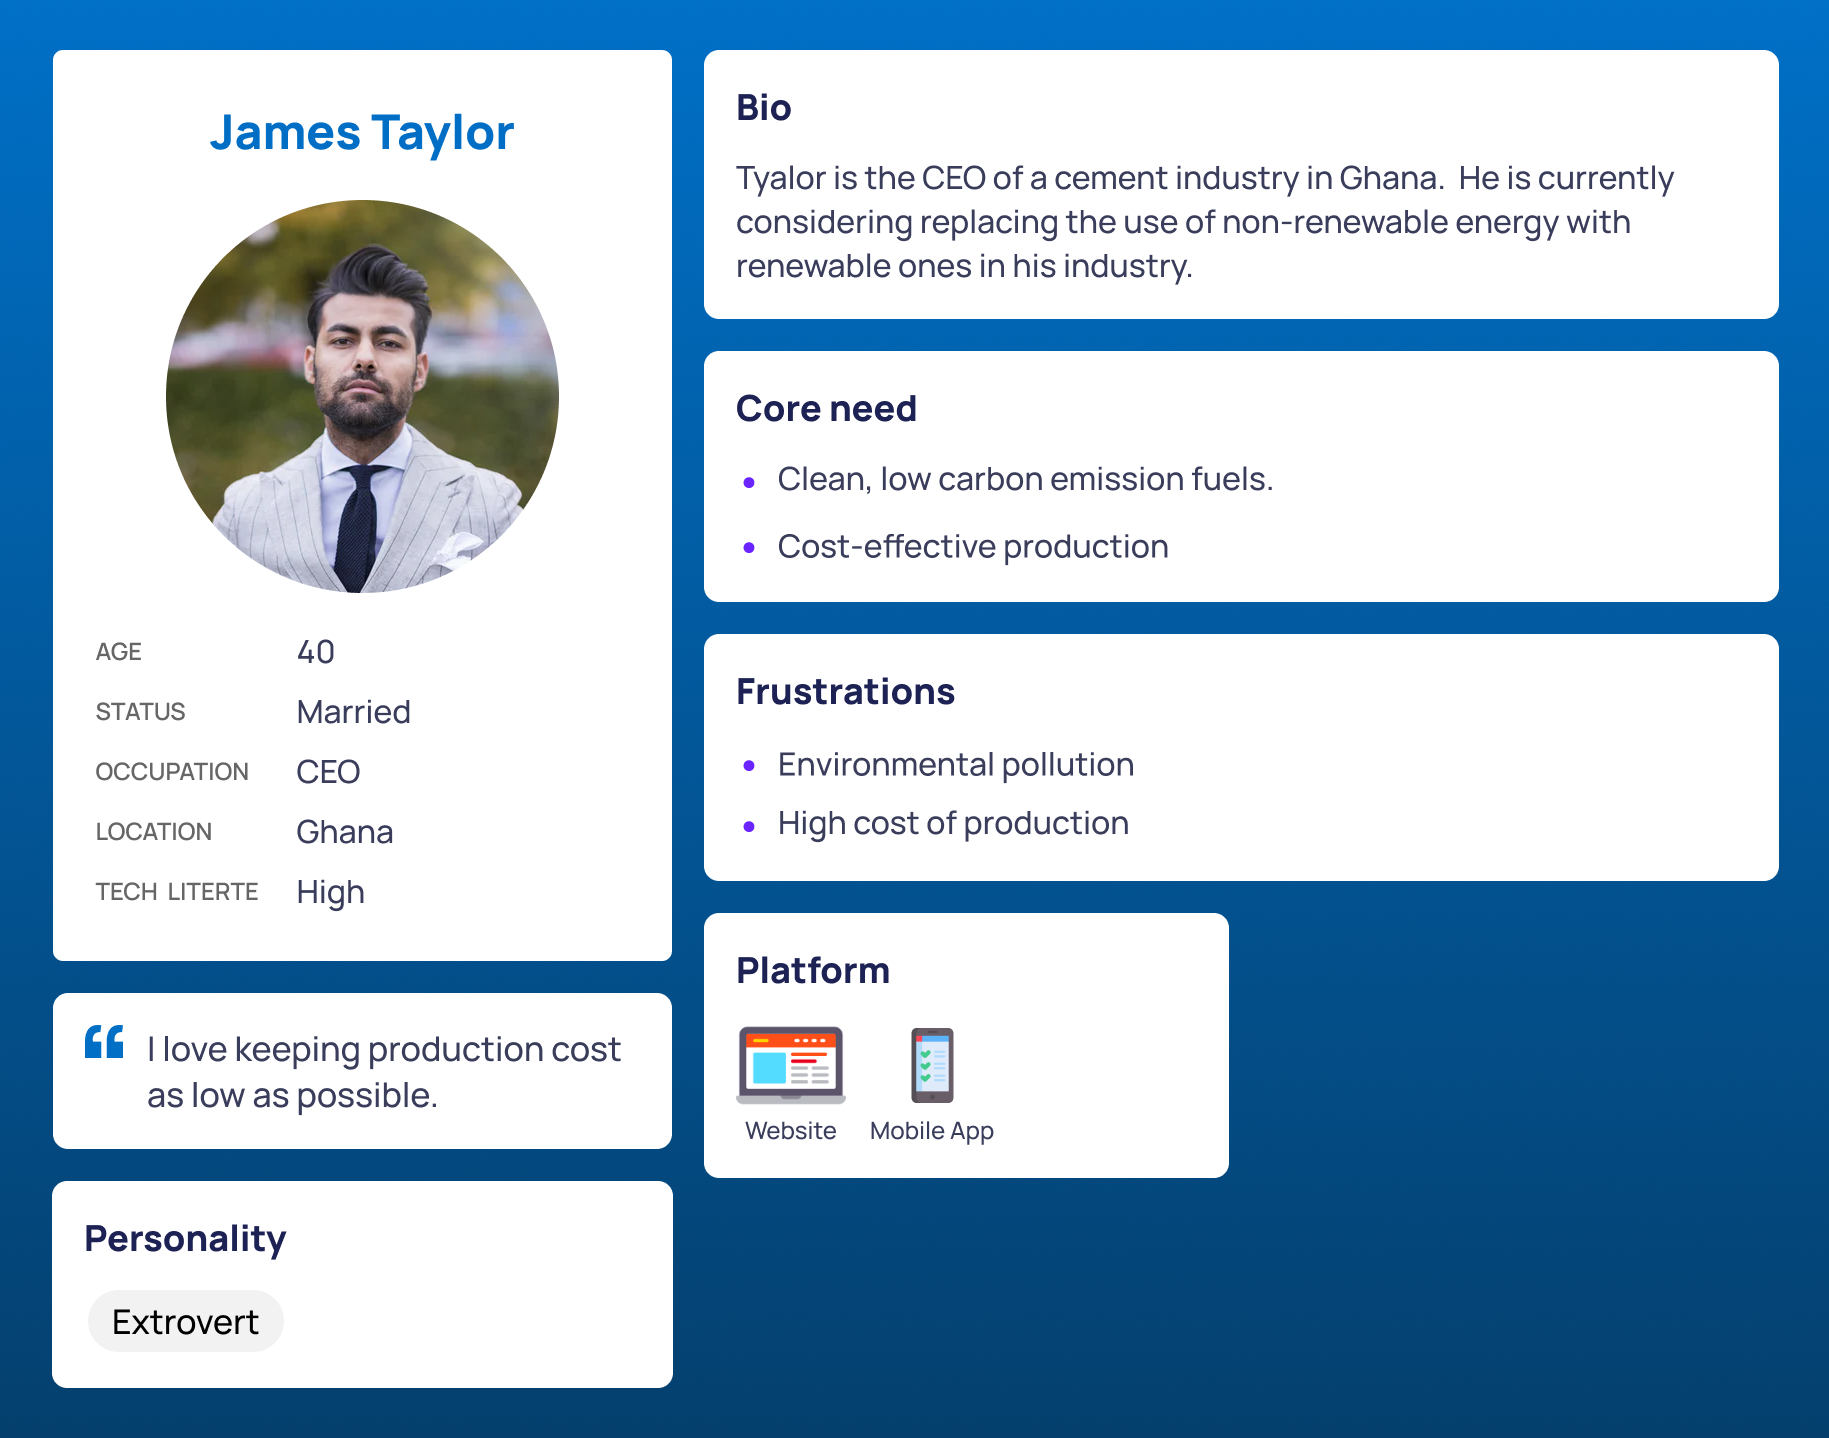 James Taylor
AGE 40
STATUS Married
OCCUPATION CEO
LOCATION Ghana
TECH LITERTE High
“ I love keeping production cost
as low as possible.
Personality
Extrovert
Bio
Tyalor is the CEO of a cement industry in Ghana. He is currently
considering replacing the use of non-renewable energy with
renewable ones in his industry.
Core need
• Clean, low carbon emission fuels.
• Cost-effective production
Frustrations
• Environmental pollution
• High cost of production
Platform
Website Mobile App